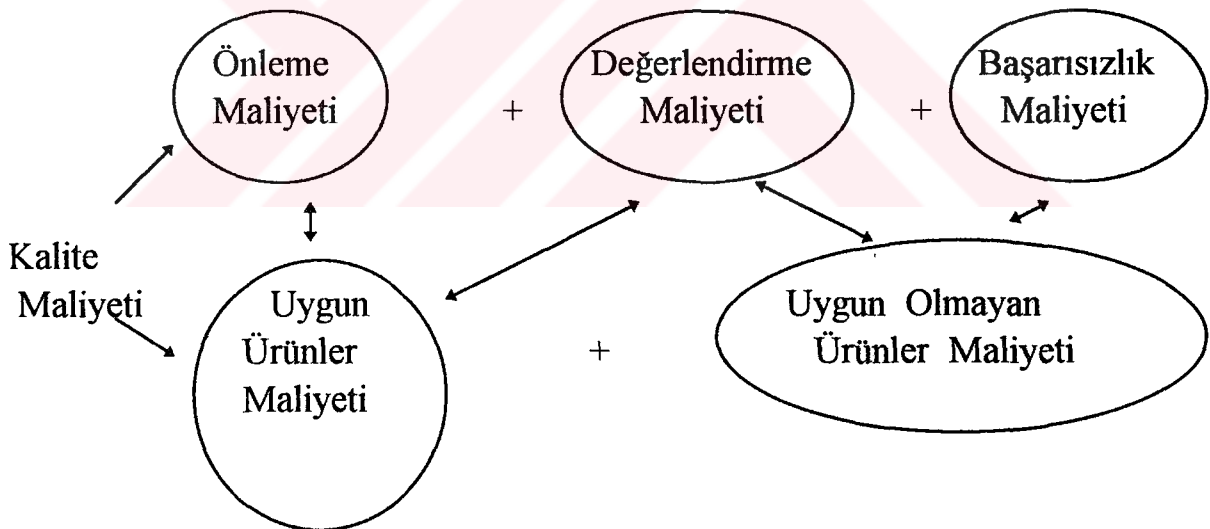 Önleme
Maliyeti
+
Değerlendirme
Maliyeti
+
Başarısızlık
Maliyeti
Kalite
Maliyeti
Uygun
Ürünler
Maliyeti
+
Uygun Olmayan
Ürünler Maliyeti